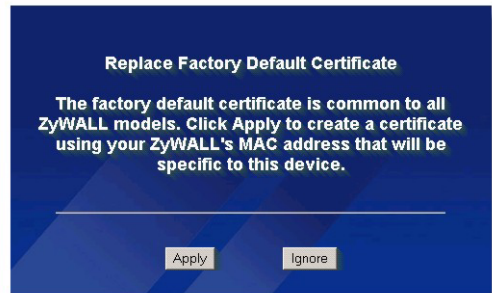 Replace Factory Default Certificate
The factory default certificate is common to all
ZyWALL models. Click Apply to create a certificate
using your ZyWALL's MAC address that will be
specific to this device.
Apply Ignore